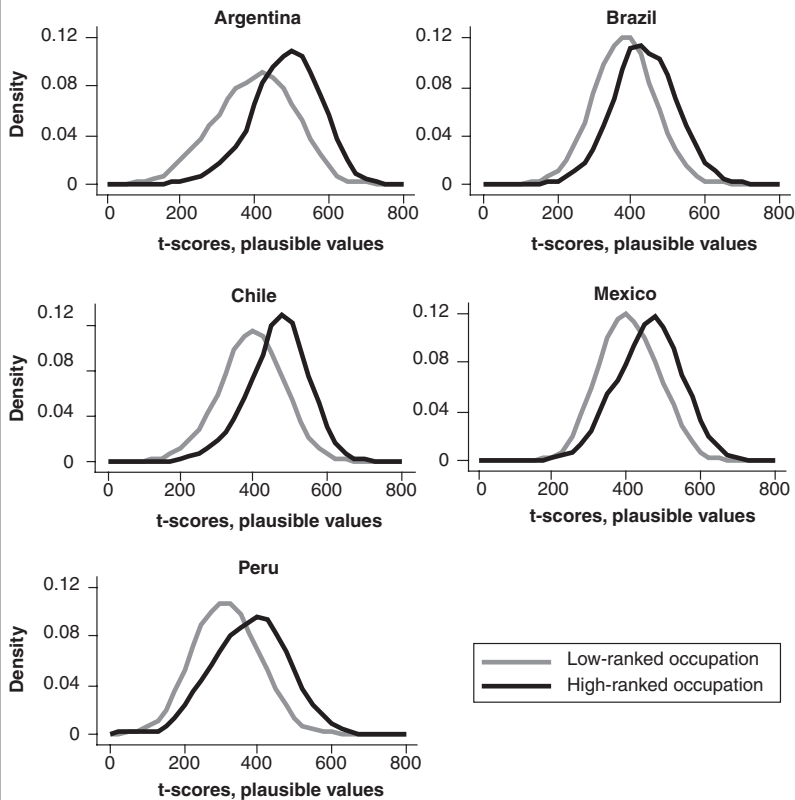 Argentina
0.12
0.08
0.04
0
Density
0 200 400 600 800
t-scores, plausible values
Brazil
0.12
0.08
0.04
0
0 200 400 600 800
t-scores, plausible values
Chile
0.12
0.08
0.04
0
Density
0 200 400 600 800
t-scores, plausible values
Mexico
0.12
0.08
0.04
0
0 200 400 600 800
t-scores, plausible values
Peru
0.12
0.08
0.04
0
Density
0 200 400 600 800
t-scores, plausible values
Low-ranked occupation
High-ranked occupation